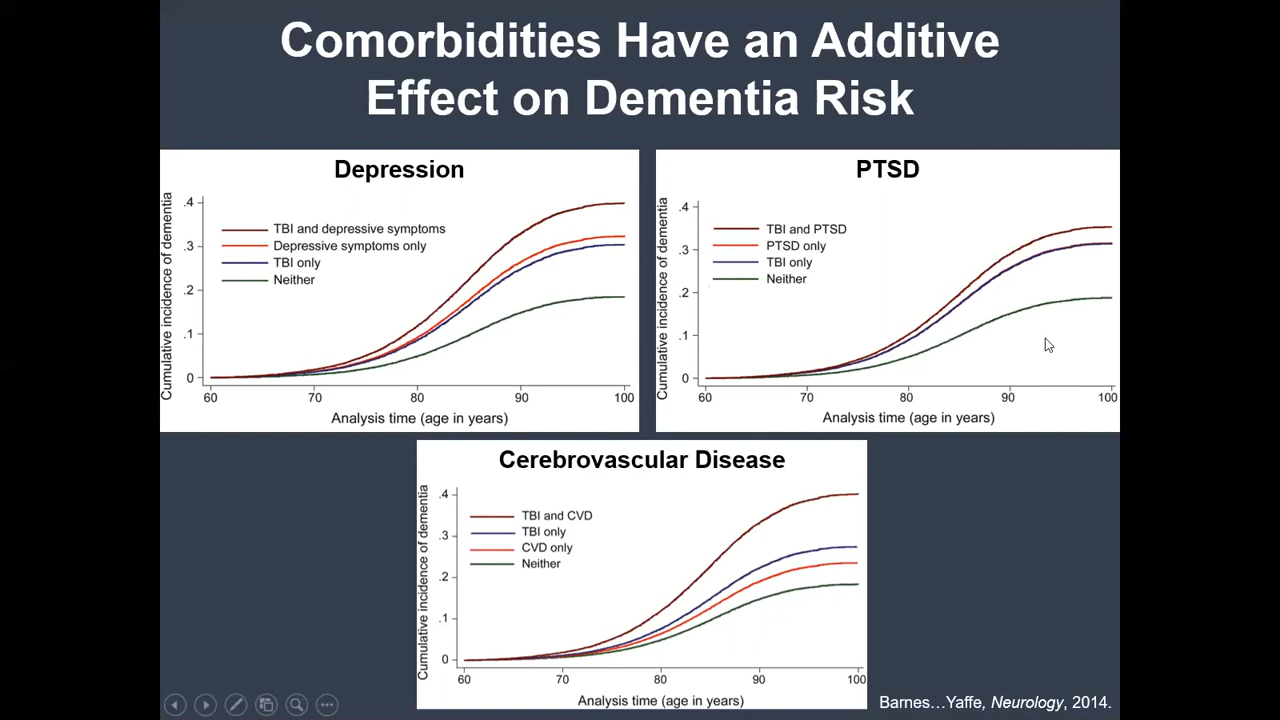 Comorbidities Have an Additive
Effect on Dementia Risk
Depression
Cumulative incidence of dementia
.4
.3
.2
.1
0
TBI and depressive symptoms
Depressive symptoms only
TBI only
Neither
60 70 80 90 100
Analysis time (age in years)
PTSD
Cumulative incidence of dementia
.4
.3
.2
.1
0
TBI and PTSD
PTSD only
TBI only
Neither
60 70 80 90 100
Analysis time (age in years)
Cerebrovascular Disease
Cumulative incidence of dementia
.4
.3
.2
.1
0
TBI and CVD
TBI only
CVD only
Neither
60 70 80 90 100
Analysis time (age in years)
Barnes…Yaffe, Neurology, 2014.